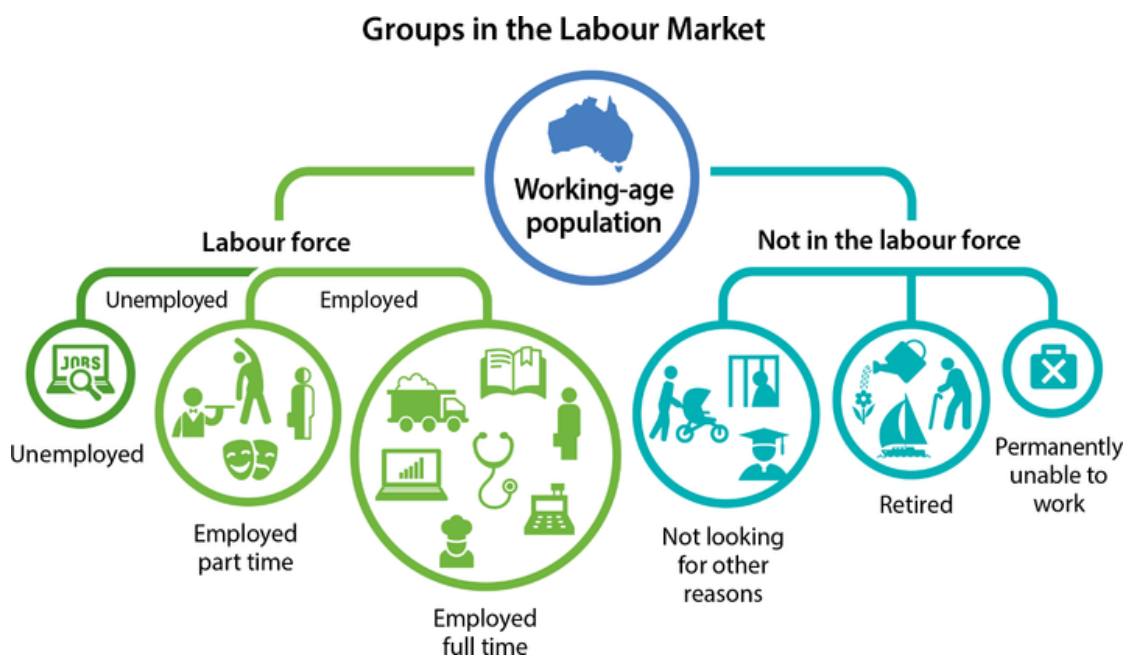 Groups in the Labour Market
Working-age
population
Labour force
Not in the labour force
Unemployed
Employed
JOBS
Unemployed
Employed
part time
Employed
full time
Not looking
for other
reasons
Retired
Permanently
unable to
work